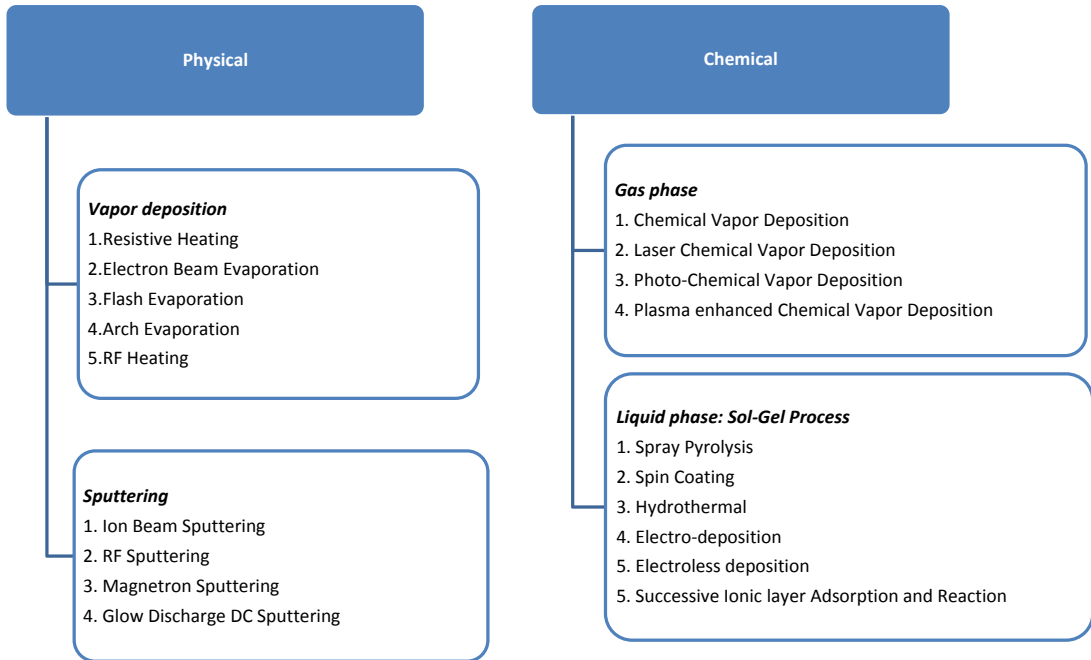 Physical
Vapor deposition
1.Resistive Heating
2.Electron Beam Evaporation
3.Flash Evaporation
4.Arch Evaporation
5.RF Heating
Sputtering
1. Ion Beam Sputtering
2. RF Sputtering
3. Magnetron Sputtering
4. Glow Discharge DC Sputtering
Chemical
Gas phase
1. Chemical Vapor Deposition
2. Laser Chemical Vapor Deposition
3. Photo-Chemical Vapor Deposition
4. Plasma enhanced Chemical Vapor Deposition
Liquid phase: Sol-Gel Process
1. Spray Pyrolysis
2. Spin Coating
3. Hydrothermal
4. Electro-deposition
5. Electroless deposition
5. Successive Ionic layer Adsorption and Reaction